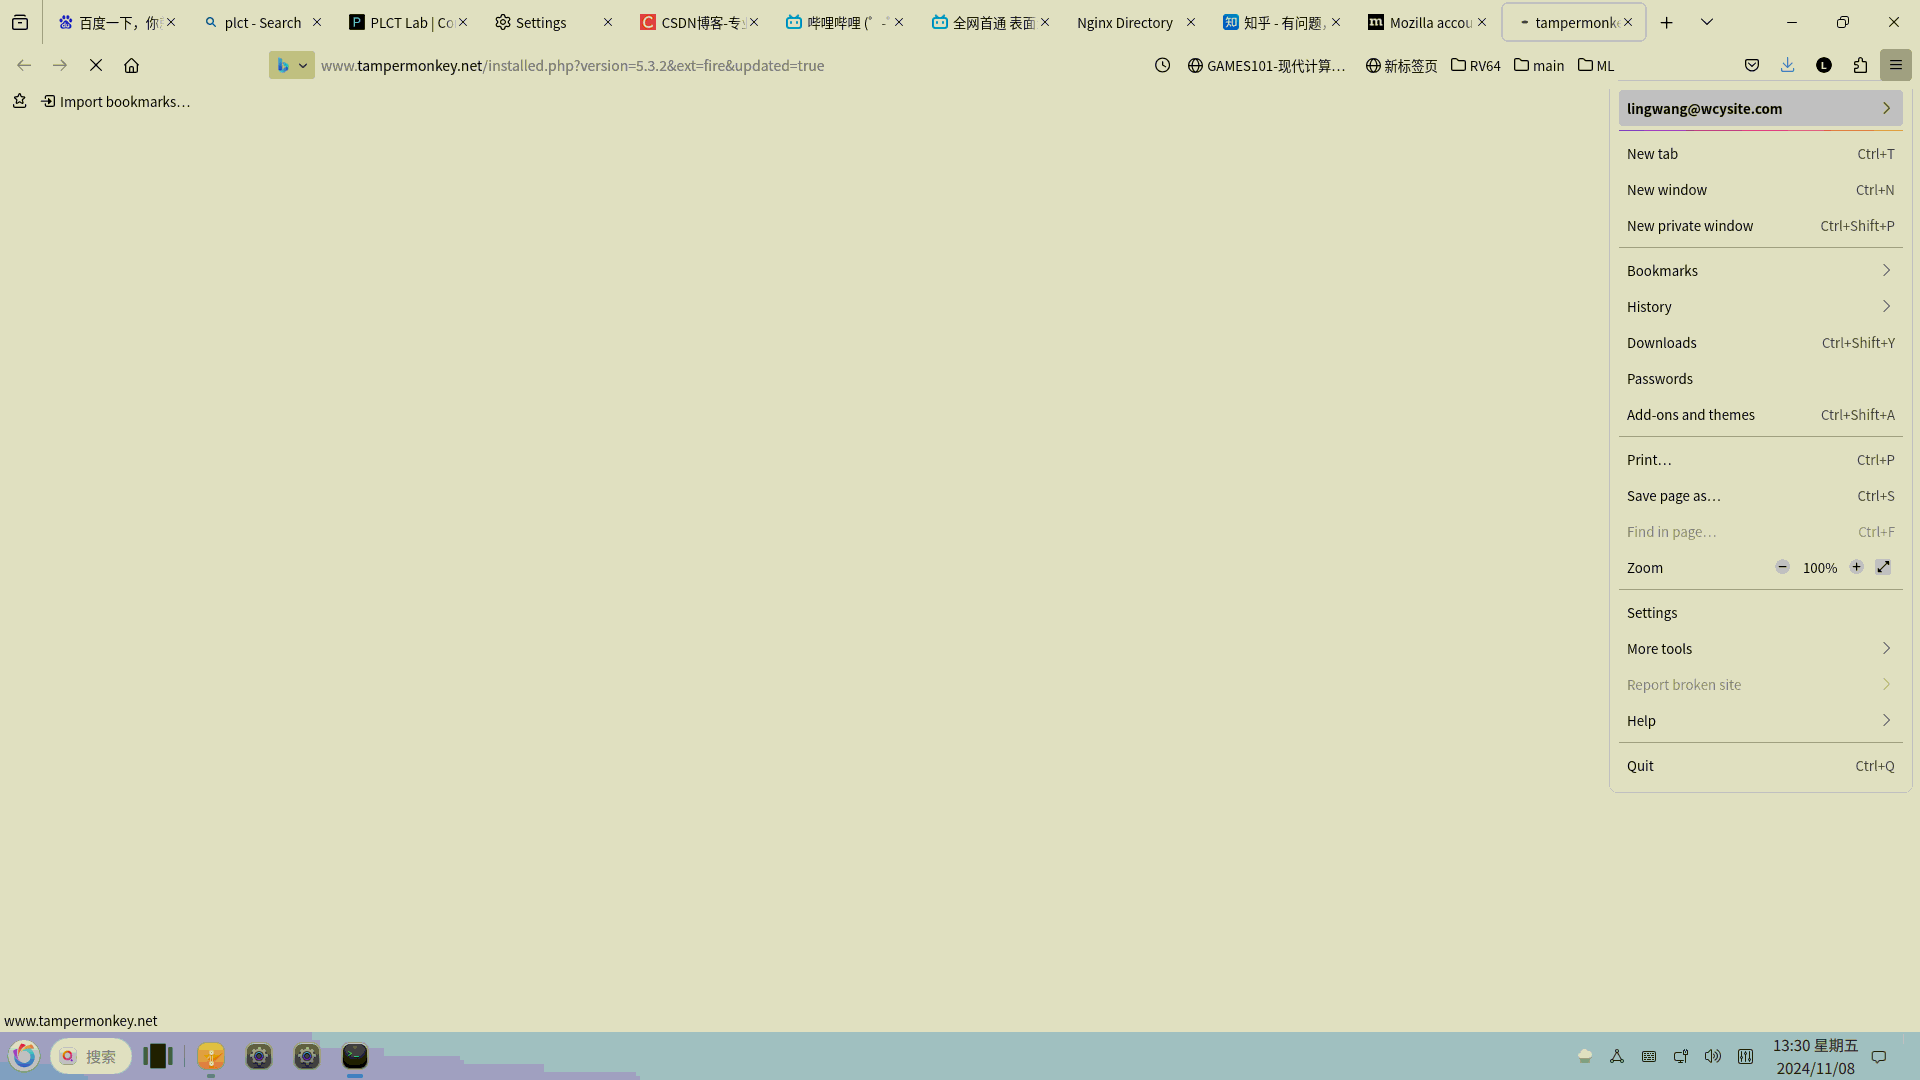 百度一下，你
plct - Search
PLCT Lab | Co
Settings
CSDN博客-专
哔哩哔哩 (゜-゜
全网首通 表面
Nginx Directory
知乎 - 有问题，
Mozilla accou
tampermonke
www.tampermonkey.net/installed.php?version=5.3.2&ext=fire&updated=true
GAMES101-现代计算…
新标签页
RV64
main
ML
Import bookmarks…
lingwang@wcysite.com
New tab Ctrl+T
New window Ctrl+N
New private window Ctrl+Shift+P
Bookmarks
History
Downloads Ctrl+Shift+Y
Passwords
Add-ons and themes Ctrl+Shift+A
Print… Ctrl+P
Save page as… Ctrl+S
Find in page… Ctrl+F
Zoom 100%
Settings
More tools
Report broken site
Help
Quit Ctrl+Q
www.tampermonkey.net
搜索
13:30 星期五
2024/11/08